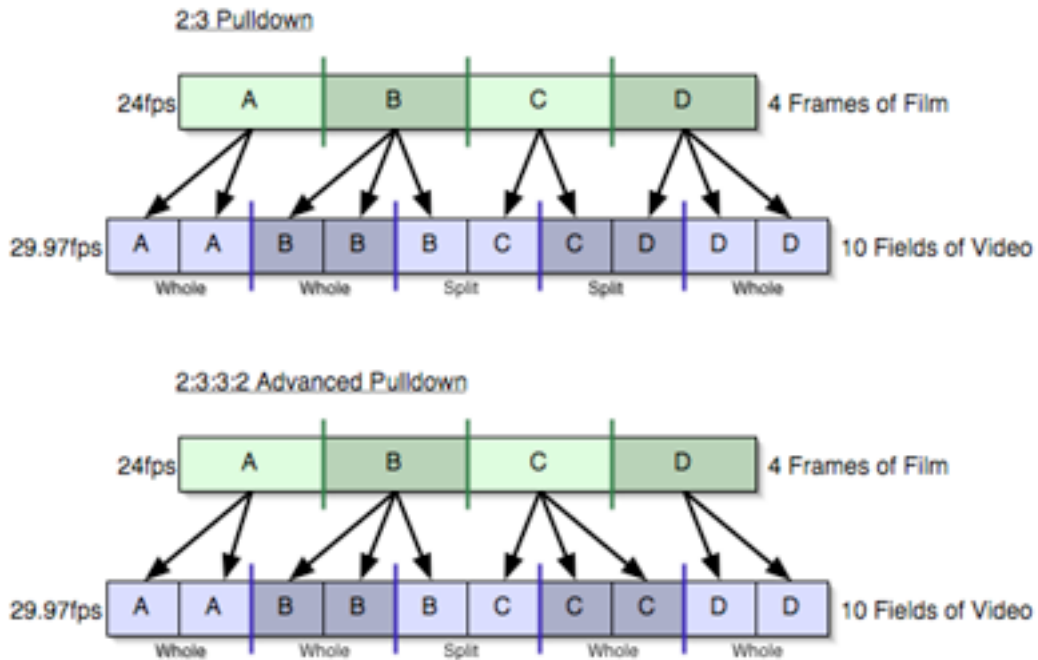 2:3 Pulldown
24fps A B C D 4 Frames of Film
29.97fps A A B B B C C D D D 10 Fields of Video
Whole Whole Split Split Whole
2:3:3:2 Advanced Pulldown
24fps A B C D 4 Frames of Film
29.97fps A A B B B C C C D D 10 Fields of Video
Whole Whole Split Whole Whole